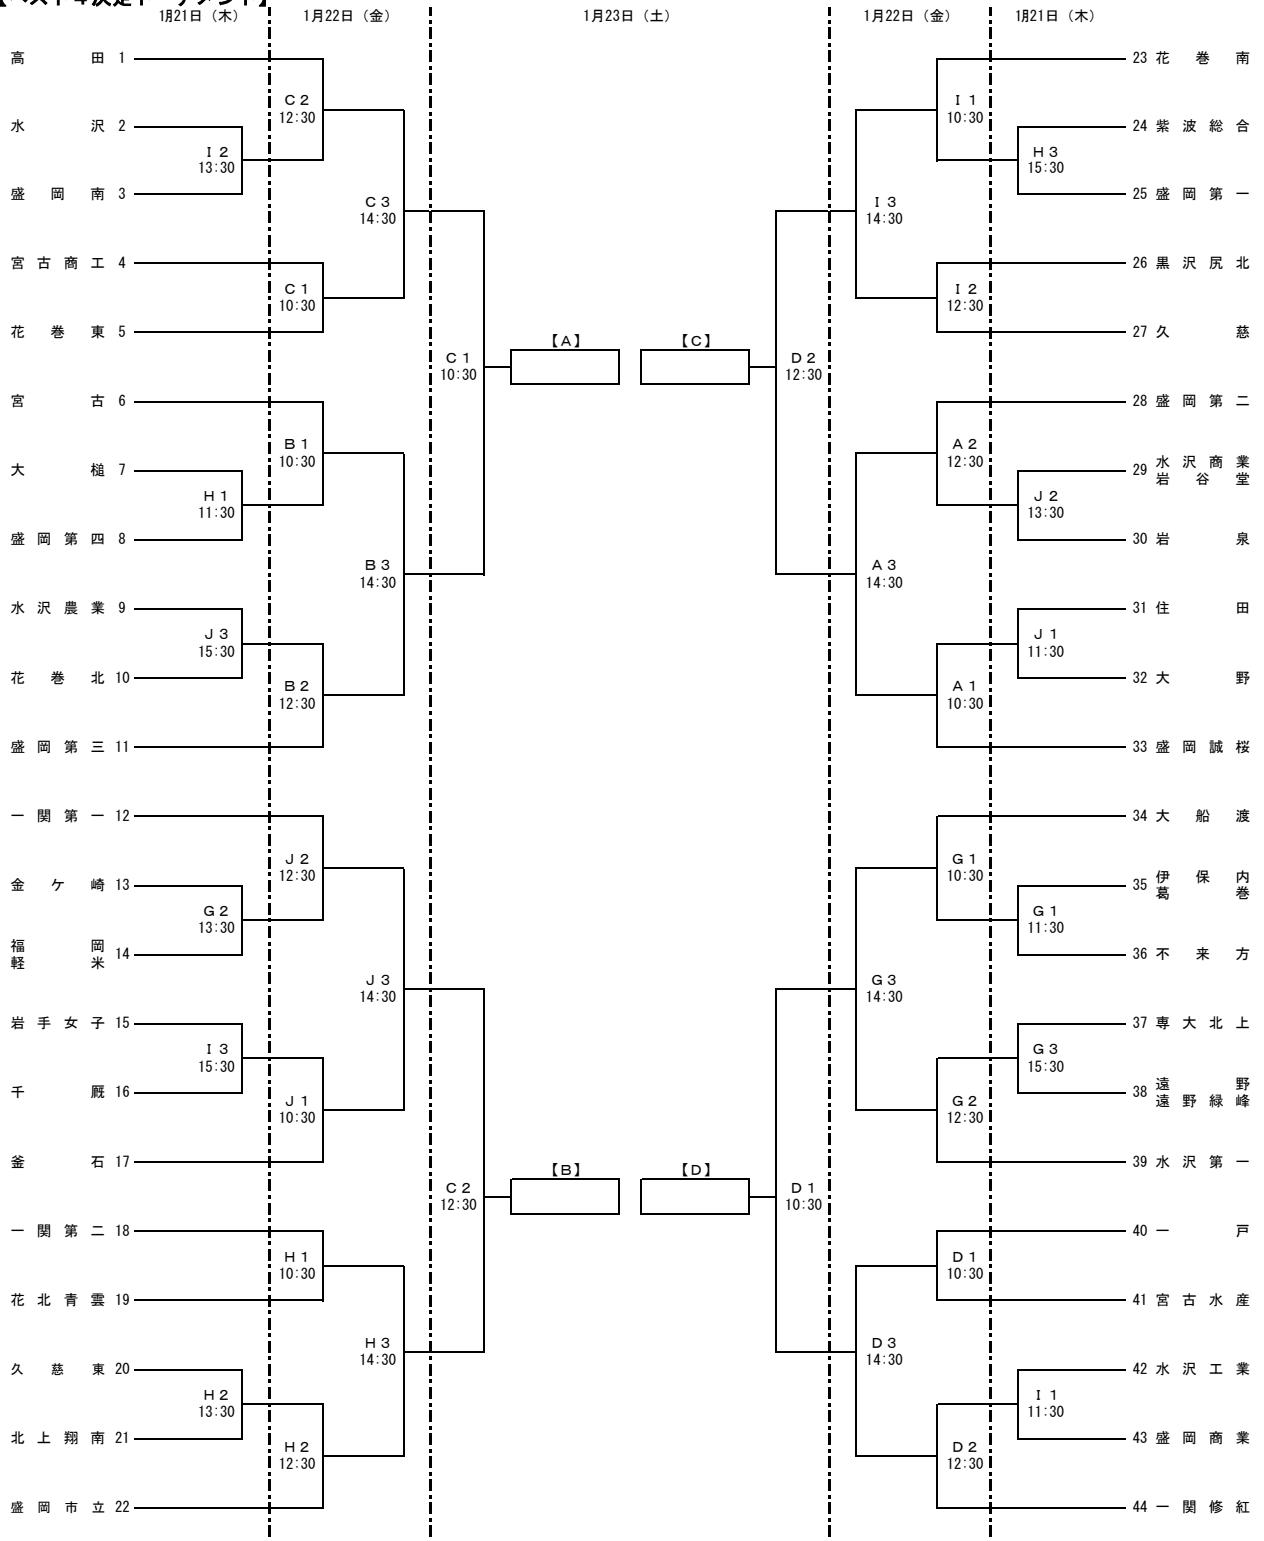 【ベスト4決定トーナメント】
1月21日（木） 1月22日（金） 1月23日（土） 1月22日（金） 1月21日（木）
高田 1
C2
12:30
水沢 2
I2
13:30
盛岡南 3
C3
14:30
宮古商工 4
C1
10:30
花巻東 5
C1
10:30
【A】
宮古 6
B1
10:30
大槌 7
H1
11:30
盛岡第四 8
B3
14:30
水沢農業 9
J3
15:30
花巻北 10
B2
12:30
盛岡第三 11
一関第一 12
J2
12:30
金ケ崎 13
G2
13:30
福岡
軽米 14
J3
14:30
岩手女子 15
I3
15:30
千厩 16
J1
10:30
釜石 17
C2
12:30
【B】
一関第二 18
H1
10:30
花北青雲 19
H3
14:30
久慈東 20
H2
13:30
北上翔南 21
H2
12:30
盛岡市立 22
23 花巻南
I1
10:30
24 紫波総合
H3
15:30
25 盛岡第一
I3
14:30
26 黒沢尻北
I2
12:30
27 久慈
【C】
D2
12:30
28 盛岡第二
A2
12:30
29 水沢商業
岩谷堂
J2
13:30
30 岩泉
A3
14:30
31 住田
J1
11:30
32 大野
A1
10:30
33 盛岡誠桜
34 大船渡
G1
10:30
35 伊保内
葛巻
G1
11:30
36 不来方
G3
14:30
37 専大北上
G3
15:30
38 遠野
遠野緑峰
G2
12:30
39 水沢第一
【D】
D1
10:30
40 一戸
D1
10:30
41 宮古水産
D3
14:30
42 水沢工業
I1
11:30
43 盛岡商業
D2
12:30
44 一関修紅